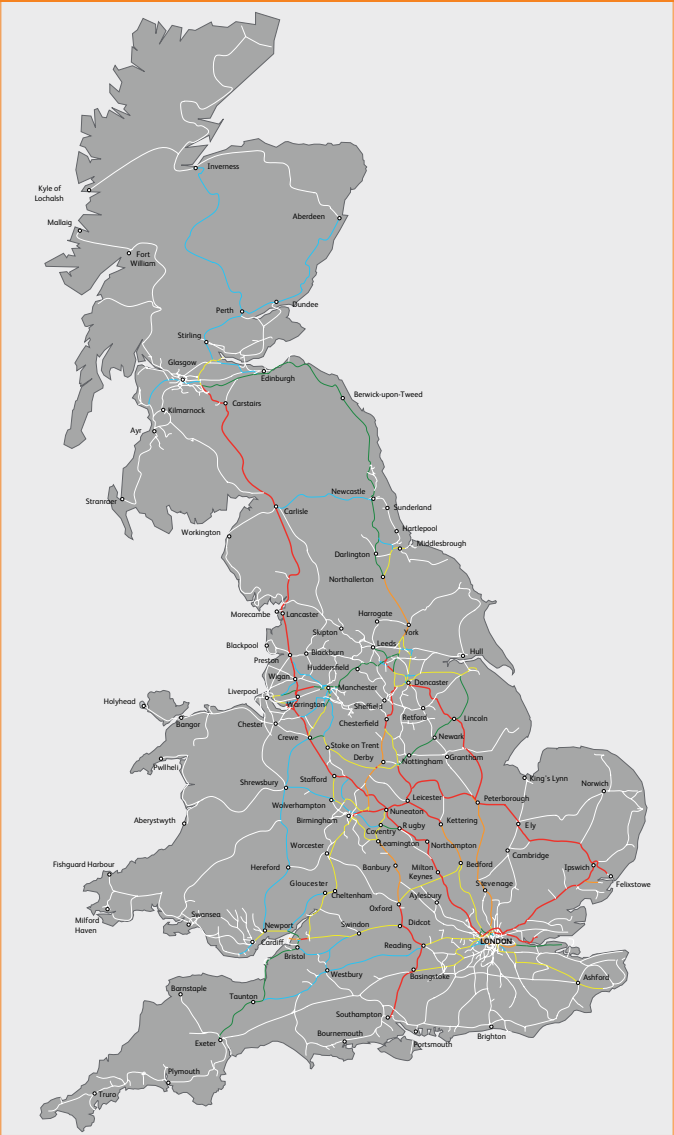 Inverness
Kyle of
Lochalsh
Aberdeen
Mallaig
Fort
William
Dundee
Perth
Stirling
Glasgow
Edinburgh
Berwick-upon-Tweed
Carstairs
Kilmarnock
Ayr
Newcastle
Stranraer
Sunderland
Carlisle
Hartlepool
Workington
Middlesbrough
Darlington
Northallerton
Morecambe
Lancaster
Harrogate
Skipton
York
Blackpool
Blackburn
Leeds
Hull
Preston
Huddersfield
Wigan
Doncaster
Liverpool
Manchester
Holyhead
Warrington
Sheffield
Retford
Lincoln
Bangor
Chester
Chesterfield
Crewe
Newark
Stoke on Trent
Derby
Nottingham
Grantham
Pwllheli
Stafford
King's Lynn
Shrewsbury
Norwich
Leicester
Peterborough
Wolverhampton
Nuneaton
Aberystwyth
Birmingham
Coventry
Rugby
Kettering
Ely
Leamington
Northampton
Worcester
Cambridge
Fishguard Harbour
Hereford
Banbury
Milton
Keynes
Bedford
Ipswich
Gloucester
Cheltenham
Stevenage
Felixstowe
Aylesbury
Oxford
Milford
Haven
Swansea
Newport
Swindon
Didcot
Cardiff
Bristol
Reading
LONDON
Westbury
Basingstoke
Ashford
Barnstaple
Taunton
Southampton
Exeter
Bournemouth
Portsmouth
Brighton
Plymouth
Truro